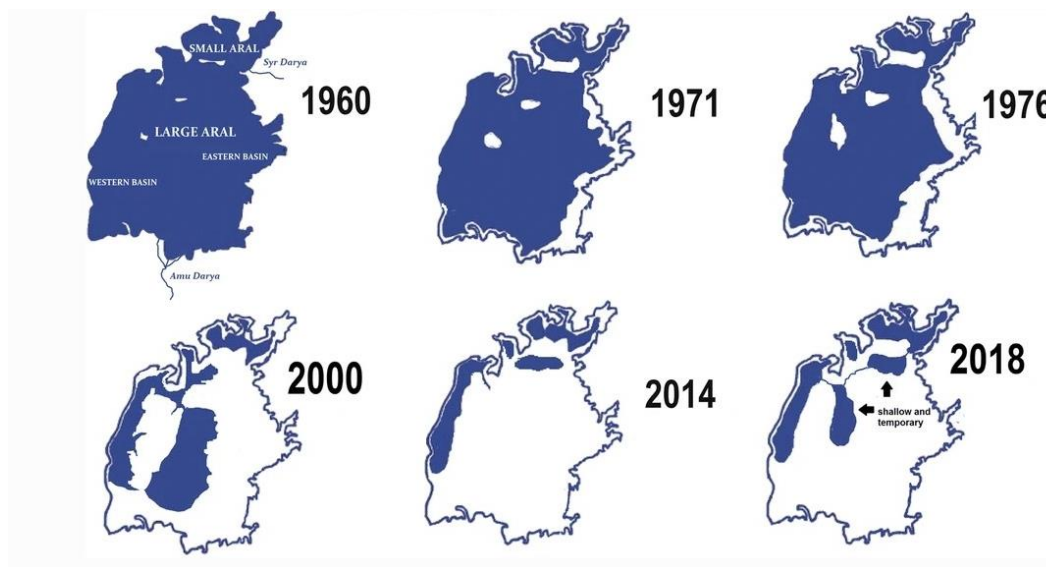 SMALL ARAL
Syr Darya
1960
LARGE ARAL
EASTERN BASIN
WESTERN BASIN
Amu Darya
1971
1976
2000
2014
2018
shallow and
temporary